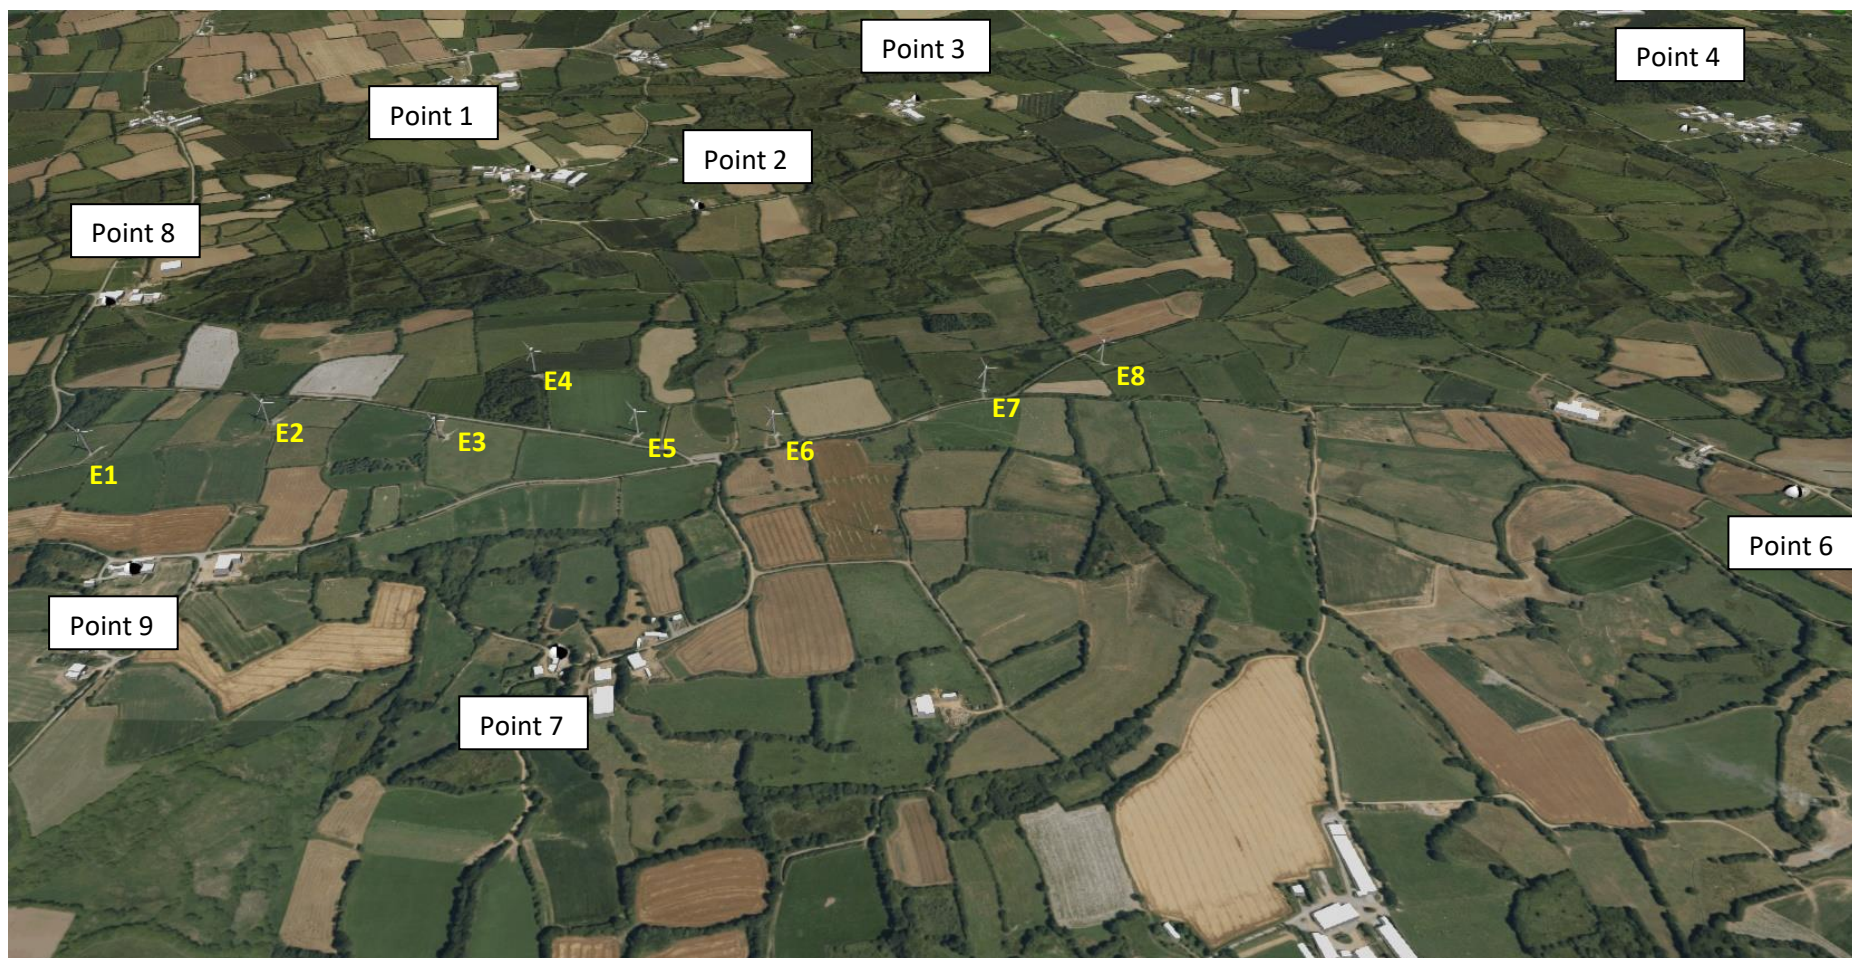 Point 3
Point 4
Point 1
Point 2
Point 8
E4
E8
E7
E2
E3
E5
E6
E1
Point 6
Point 9
Point 7